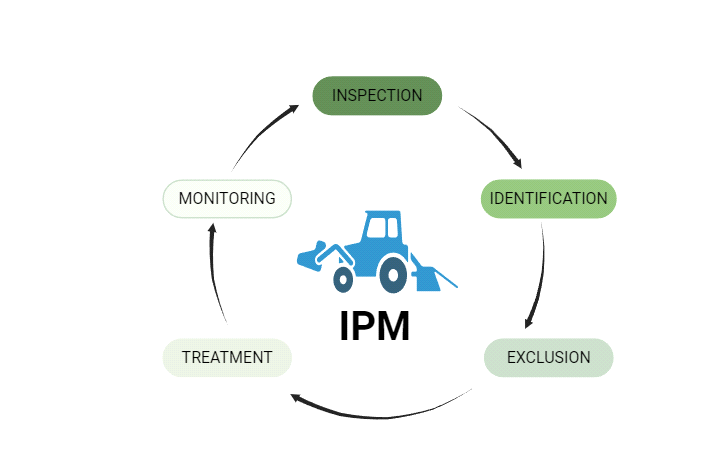 INSPECTION
MONITORING
IDENTIFICATION
IPM
TREATMENT
EXCLUSION